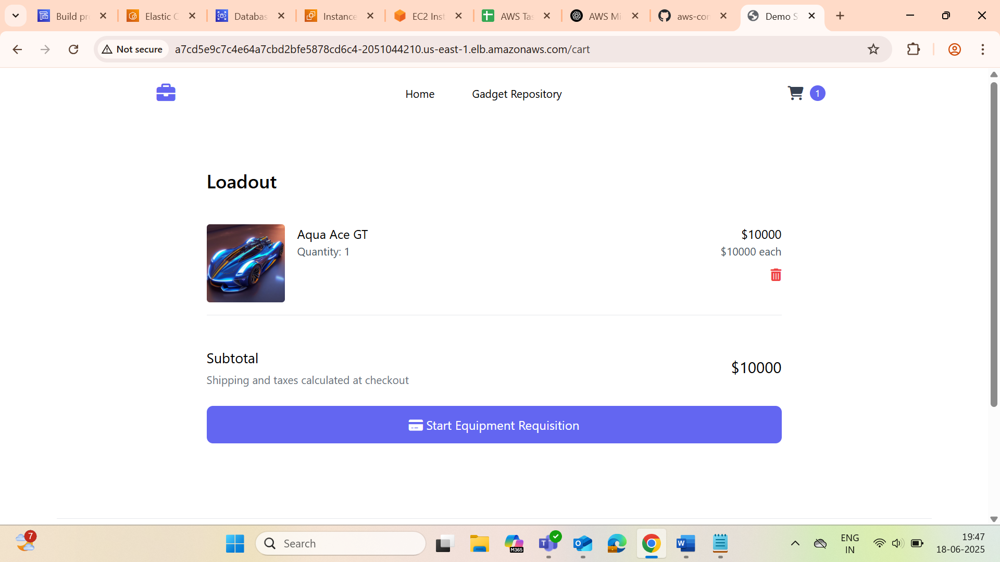 Build pr
Elastic C
Databas
Instance
EC2 Inst
AWS Tas
AWS Mi
aws-cor
Demo S
Not secure
a7cd5e9c7c4e64a7cbd2bfe5878cd6c4-2051044210.us-east-1.elb.amazonaws.com/cart
Home
Gadget Repository
1
Loadout
Aqua Ace GT
$10000
Quantity: 1
$10000 each
Subtotal
$10000
Shipping and taxes calculated at checkout
Start Equipment Requisition
7
Search
M365
ENG
IN
19:47
18-06-2025